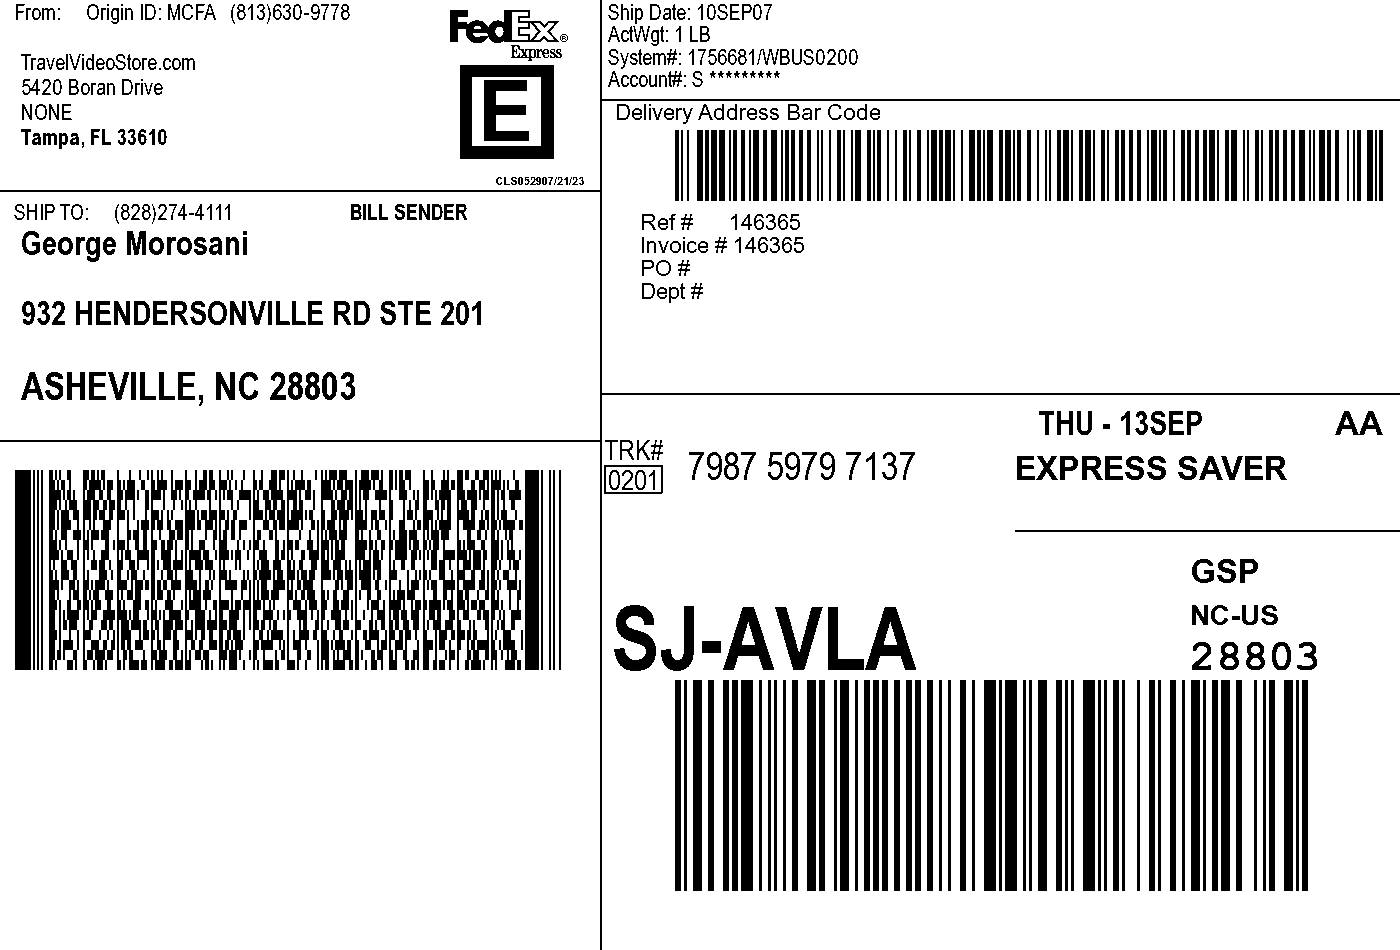 From: Origin ID: MCFA (813)630-9778
TravelVideoStore.com
5420 Boran Drive
NONE
Tampa, FL 33610
FedEx®
Express
E
CLS052907/21/23
Ship Date: 10SEP07
ActWgt: 1 LB
System#: 1756681/WBUS0200
Account#: S *********
Delivery Address Bar Code
Ref # 146365
Invoice # 146365
PO #
Dept #
SHIP TO: (828)274-4111 BILL SENDER
George Morosani
932 HENDERSONVILLE RD STE 201
ASHEVILLE, NC 28803
THU - 13SEP AA
TRK# 7987 5979 7137 EXPRESS SAVER
0201
GSP
SJ-AVLA NC-US
28803